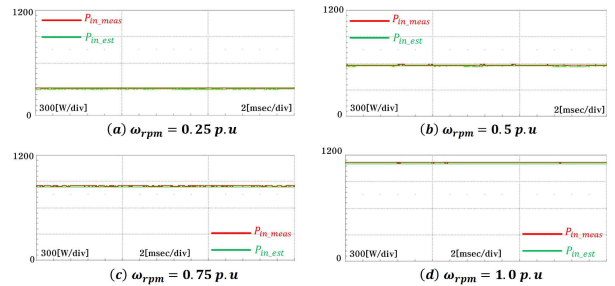 1200
P_in_meas
P_in_est
300[W/div]
2[msec/div]
0
(a) ω_rpm = 0.25 p.u
1200
P_in_meas
P_in_est
300[W/div]
2[msec/div]
0
(b) ω_rpm = 0.5 p.u
1200
P_in_meas
300[W/div]
2[msec/div]
P_in_est
0
(c) ω_rpm = 0.75 p.u
1200
P_in_meas
300[W/div]
2[msec/div]
P_in_est
0
(d) ω_rpm = 1.0 p.u